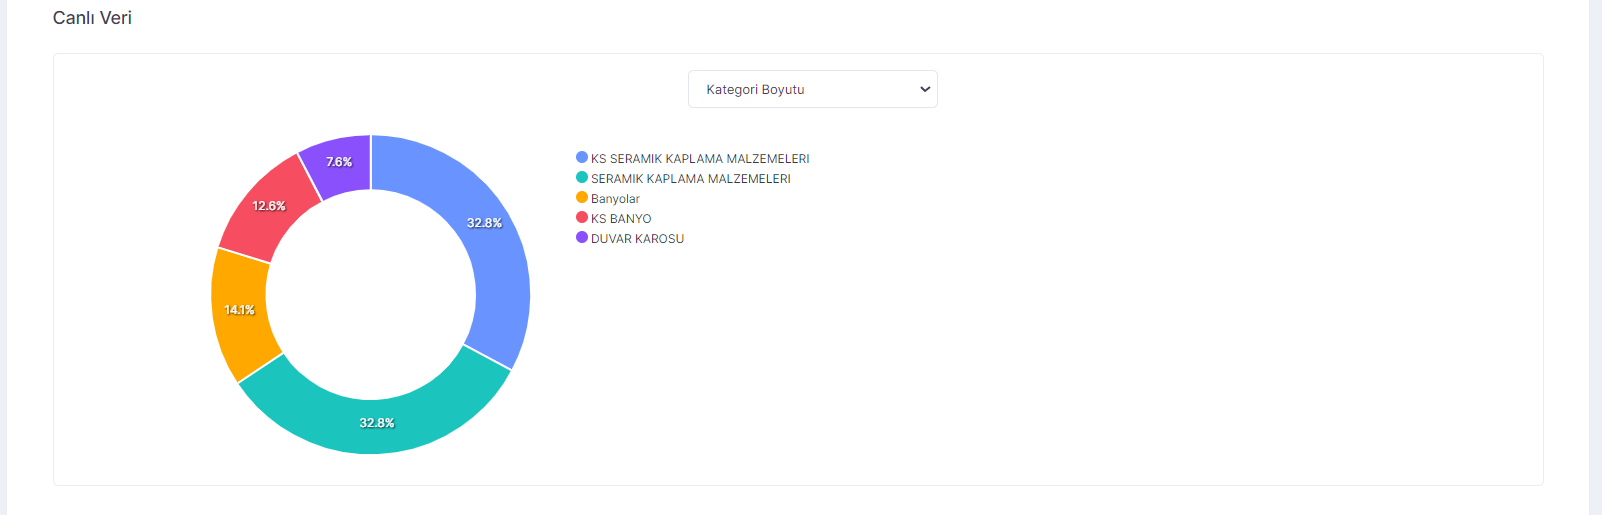 Canlı Veri
Kategori Boyutu
7.6%
12.6%
32.8%
14.1%
32.8%
KS SERAMIK KAPLAMA MALZEMELERI
SERAMIK KAPLAMA MALZEMELERI
Banyolar
KS BANYO
DUVAR KAROSU